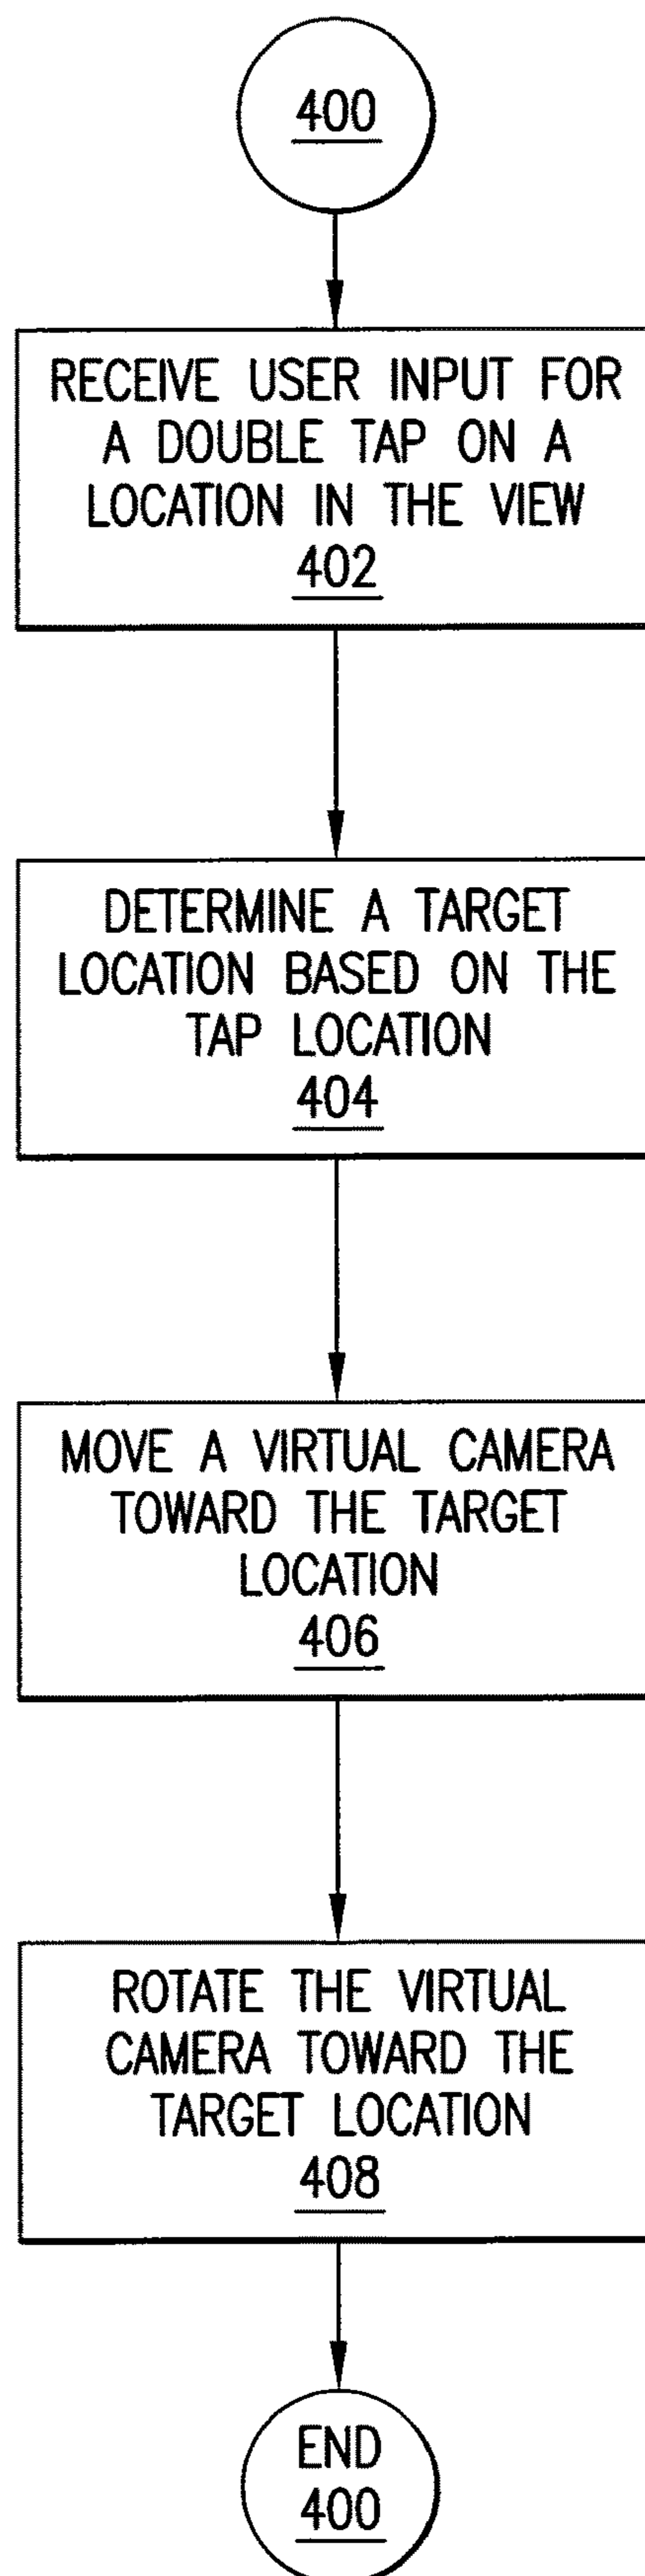 400
RECEIVE USER INPUT FOR
A DOUBLE TAP ON A
LOCATION IN THE VIEW
402
DETERMINE A TARGET
LOCATION BASED ON THE
TAP LOCATION
404
MOVE A VIRTUAL CAMERA
TOWARD THE TARGET
LOCATION
406
ROTATE THE VIRTUAL
CAMERA TOWARD THE
TARGET LOCATION
408
END
400